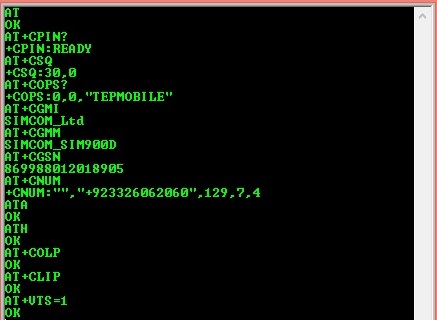 AT
OK
AT+CPIN?
+CPIN:READY
AT+CSQ
+CSQ:30,0
AT+COPS?
+COPS:0,0,"TEPMOBILE"
AT+CGMI
SIMCOM_Ltd
AT+CGMM
SIMCOM_SIM900D
AT+CGSN
869988012018905
AT+CNUM
+CNUM:"","+923326062060",129,7,4
ATA
OK
ATH
OK
AT+COLP
OK
AT+CLIP
OK
AT+VTS=1
OK